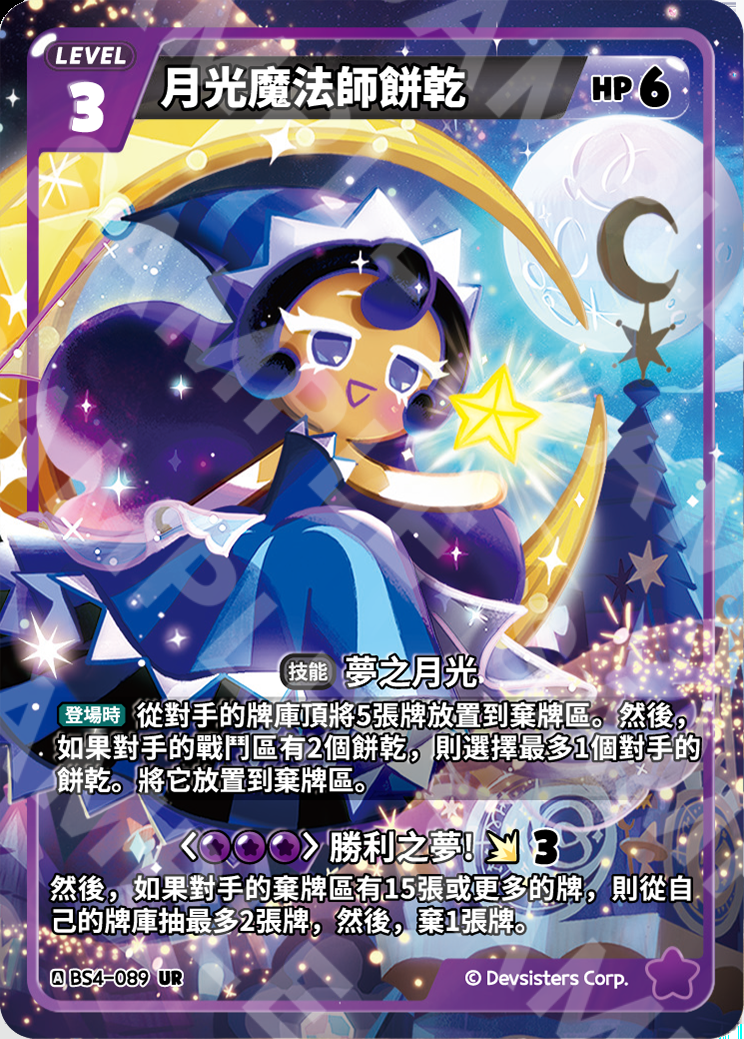 LEVEL
3
月光魔法師餅乾
HP 6
技能 夢之月光
登場時 從對手的牌庫頂將5張牌放置到棄牌區。然後，
如果對手的戰鬥區有2個餅乾，則選擇最多1個對手的
餅乾。將它放置到棄牌區。
〈〉勝利之夢! 3
然後，如果對手的棄牌區有15張或更多的牌，則從自
己的牌庫抽最多2張牌，然後，棄1張牌。
A BS4-089 UR
© Devsisters Corp.
SAMPLE